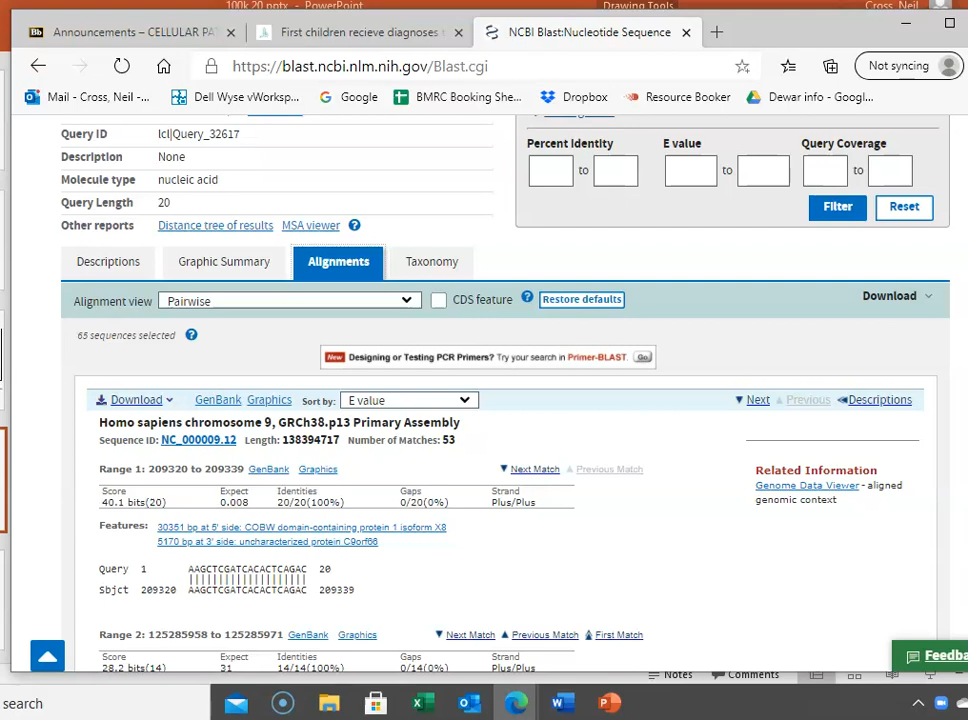 100k 20.pptx - PowerPoint
Drawing Tools
Cross, Neil
Bb Announcements – CELLULAR PA
First children recieve diagnoses
NCBI Blast:Nucleotide Sequence
https://blast.ncbi.nlm.nih.gov/Blast.cgi
Not syncing
Mail - Cross, Neil -...
Dell Wyse vWorksp...
Google
BMRC Booking She...
Dropbox
Resource Booker
Dewar info - Googl...
Query ID lcl|Query_32617
Description None
Molecule type nucleic acid
Query Length 20
Other reports Distance tree of results MSA viewer ?
Percent Identity E value Query Coverage
to to to
Filter Reset
Descriptions Graphic Summary Alignments Taxonomy
Alignment view Pairwise CDS feature ? Restore defaults Download
65 sequences selected ?
New Designing or Testing PCR Primers? Try your search in Primer-BLAST. Go
Download GenBank Graphics Sort by: E value Next Previous Descriptions
Homo sapiens chromosome 9, GRCh38.p13 Primary Assembly
Sequence ID: NC_000009.12 Length: 138394717 Number of Matches: 53
Range 1: 209320 to 209339 GenBank Graphics Next Match Previous Match
Score Expect Identities Gaps Strand
40.1 bits(20) 0.008 20/20(100%) 0/20(0%) Plus/Plus
Features: 30351 bp at 5' side: COBW domain-containing protein 1 isoform X8
5170 bp at 3' side: uncharacterized protein C9orf66
Query 1 AAGCTCGATCACACTCAGAC 20
||||||||||||||||||||
Sbjct 209320 AAGCTCGATCACACTCAGAC 209339
Related Information
Genome Data Viewer - aligned
genomic context
Range 2: 125285958 to 125285971 GenBank Graphics Next Match Previous Match First Match
Score Expect Identities Gaps Strand
28.2 bits(14) 31 14/14(100%) 0/14(0%) Plus/Plus
Feedba
Notes Comments
search